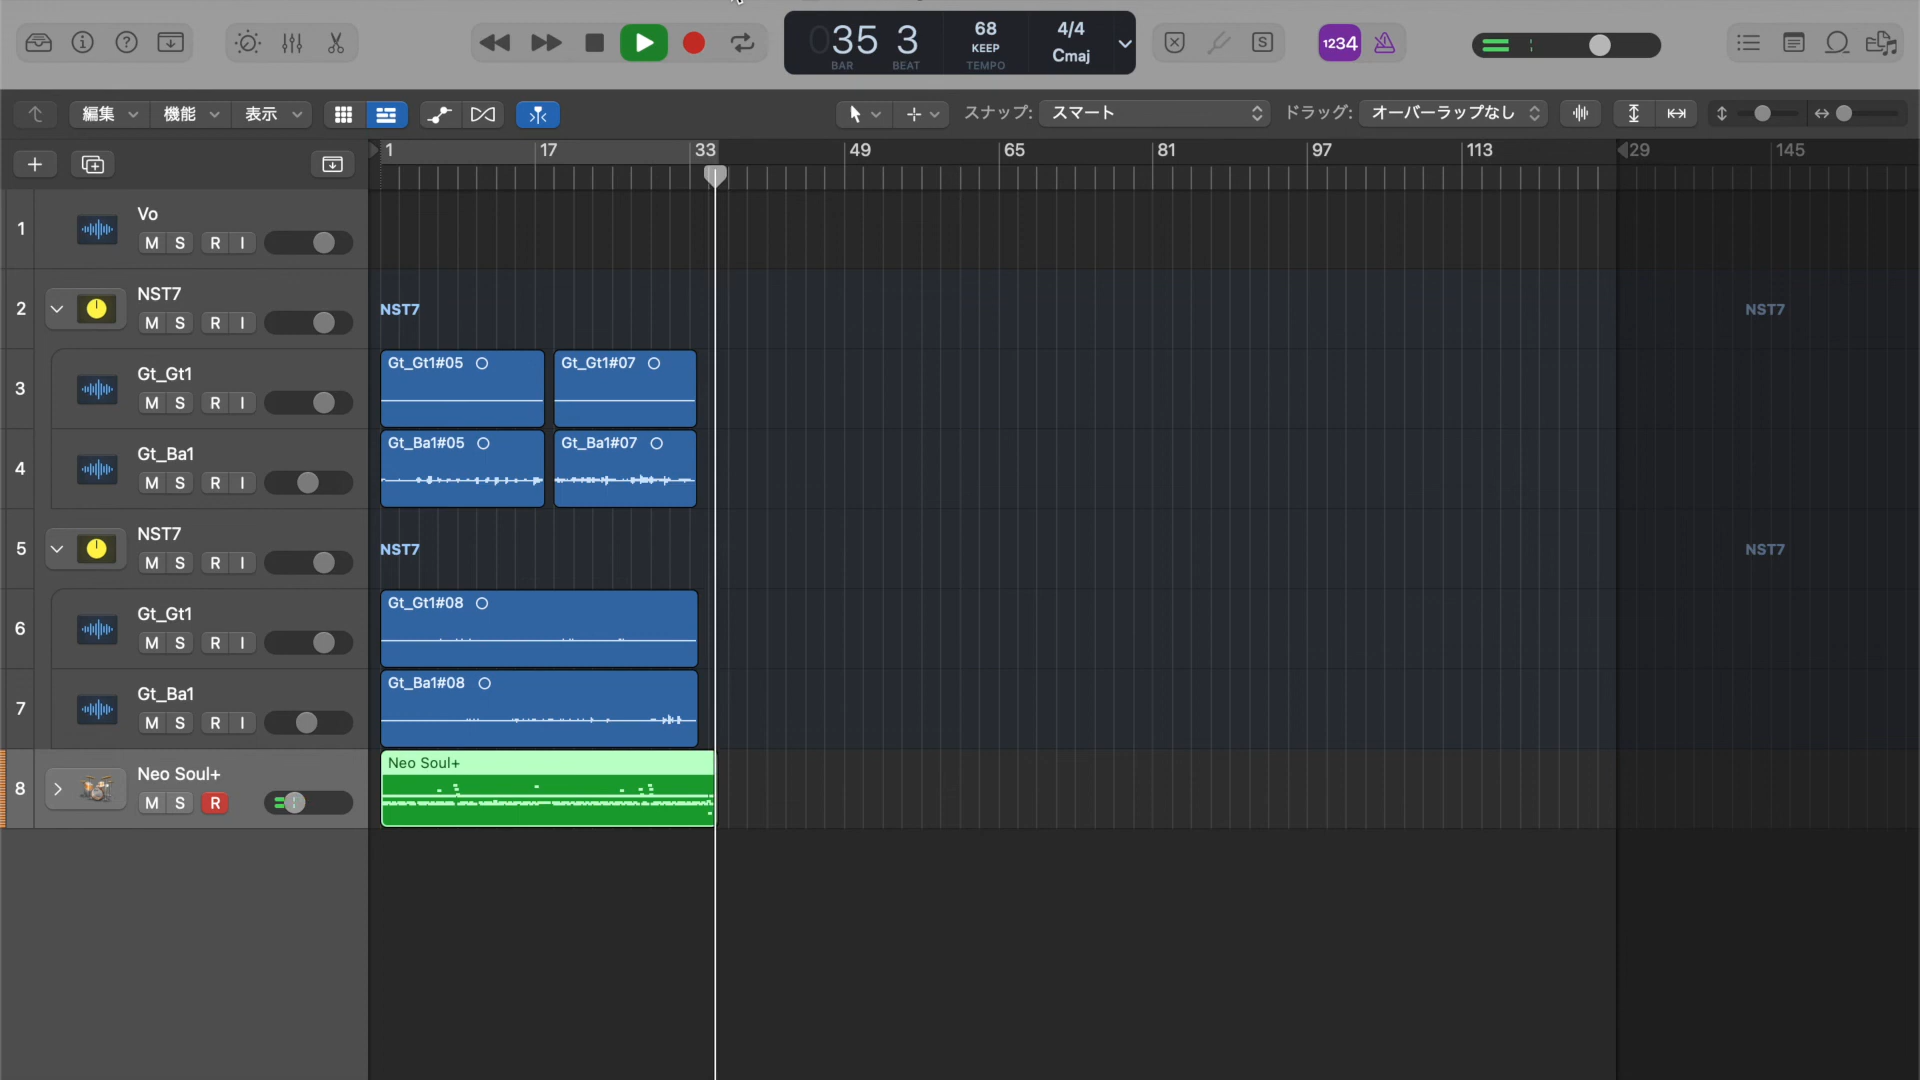 035 3
BAR BEAT
68
KEEP
TEMPO
4/4
Cmaj
S
1234
編集 機能 表示
スナップ: スマート
ドラッグ: オーバーラップなし
1 17 33 49 65 81 97 113 29 145
1 Vo
M S R I
2 NST7
M S R I
NST7 NST7
3 Gt_Gt1
M S R I
Gt_Gt1#05 Gt_Gt1#07
4 Gt_Ba1
M S R I
Gt_Ba1#05 Gt_Ba1#07
5 NST7
M S R I
NST7 NST7
6 Gt_Gt1
M S R I
Gt_Gt1#08
7 Gt_Ba1
M S R I
Gt_Ba1#08
8 Neo Soul+
M S R
Neo Soul+